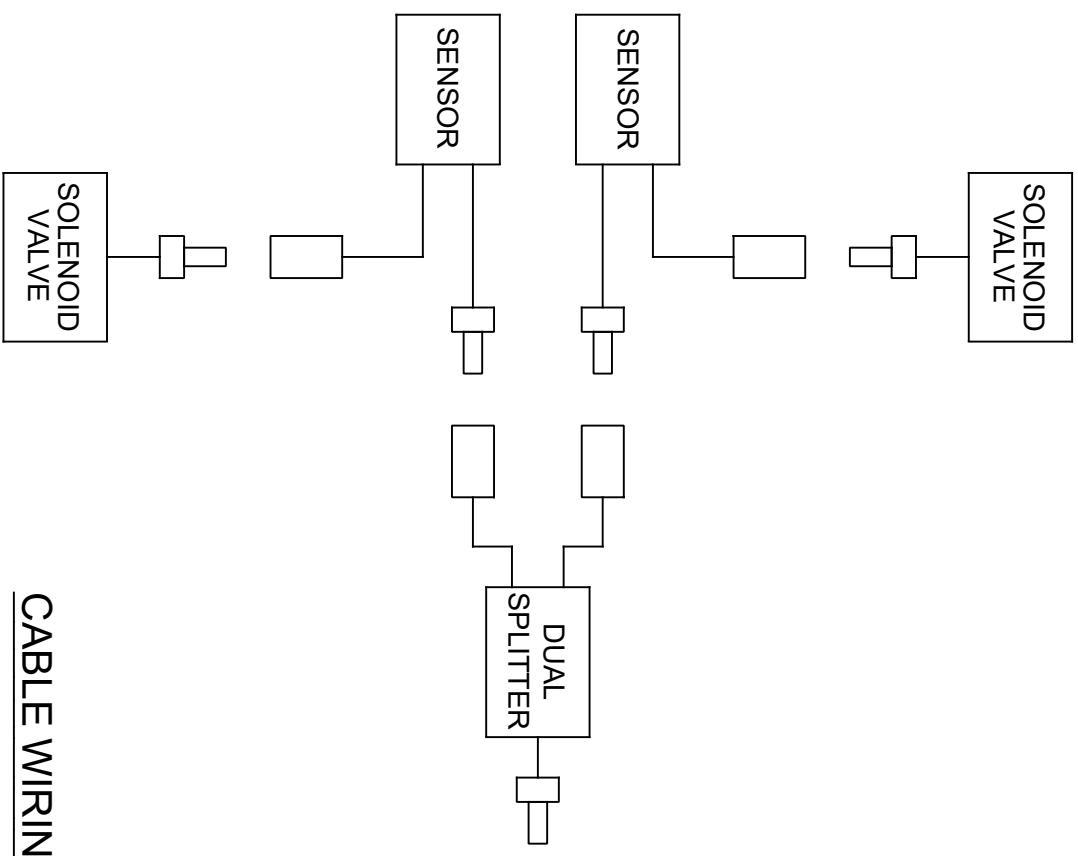 SOLENOID
VALVE
SENSOR
SENSOR
SOLENOID
VALVE
DUAL
SPLITTER
CABLE WIRIN